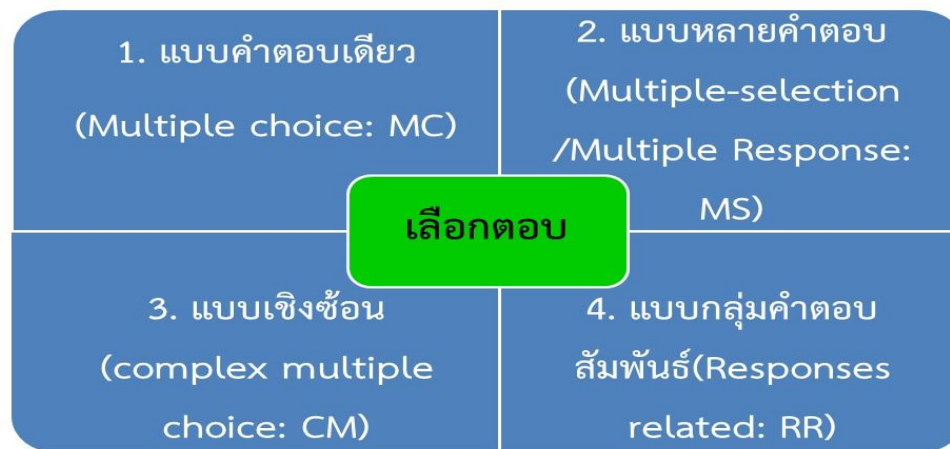 1. แบบคำตอบเดียว
(Multiple choice: MC)
2. แบบหลายคำตอบ
(Multiple-selection
/Multiple Response:
MS)
เลือกตอบ
3. แบบเชิงซ้อน
(complex multiple
choice: CM)
4. แบบกลุ่มคำตอบ
สัมพันธ์(Responses
related: RR)